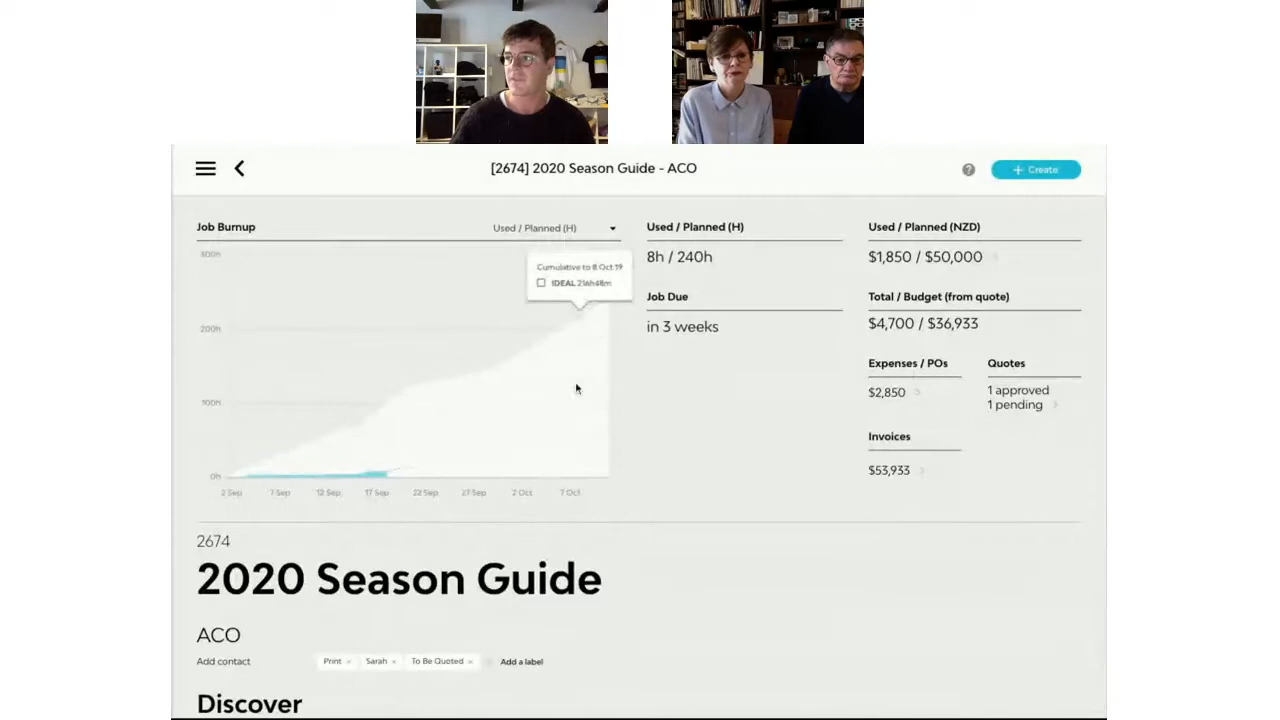 [2674] 2020 Season Guide - ACO
?
+ Create
Job Burnup
Used / Planned (H)
300h
200h
100h
0h
2 Sep
7 Sep
12 Sep
17 Sep
22 Sep
27 Sep
2 Oct
7 Oct
Cumulative to 8 Oct 19
IDEAL 216h48m
Used / Planned (H)
8h / 240h
Job Due
in 3 weeks
Used / Planned (NZD)
$1,850 / $50,000
Total / Budget (from quote)
$4,700 / $36,933
Expenses / POs
$2,850
Quotes
1 approved
1 pending
Invoices
$53,933
2674
2020 Season Guide
ACO
Add contact
Print ×
Sarah ×
To Be Quoted ×
Add a label
Discover